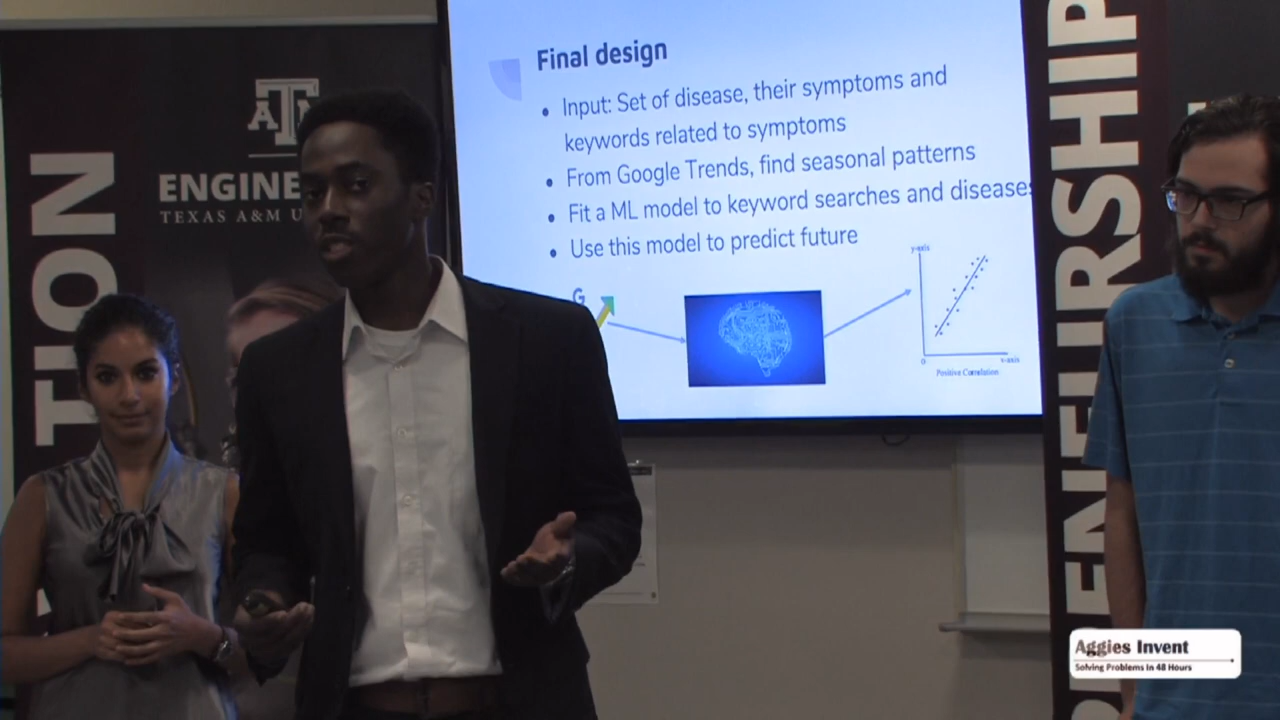 ATM
ENGINE
TEXAS A&M U
TION
Final design
• Input: Set of disease, their symptoms and
keywords related to symptoms
• From Google Trends, find seasonal patterns
• Fit a ML model to keyword searches and diseases
• Use this model to predict future
G
y-axis
0
x-axis
Positive Correlation
ENEURSHIP
Aggies Invent
Solving Problems In 48 Hours